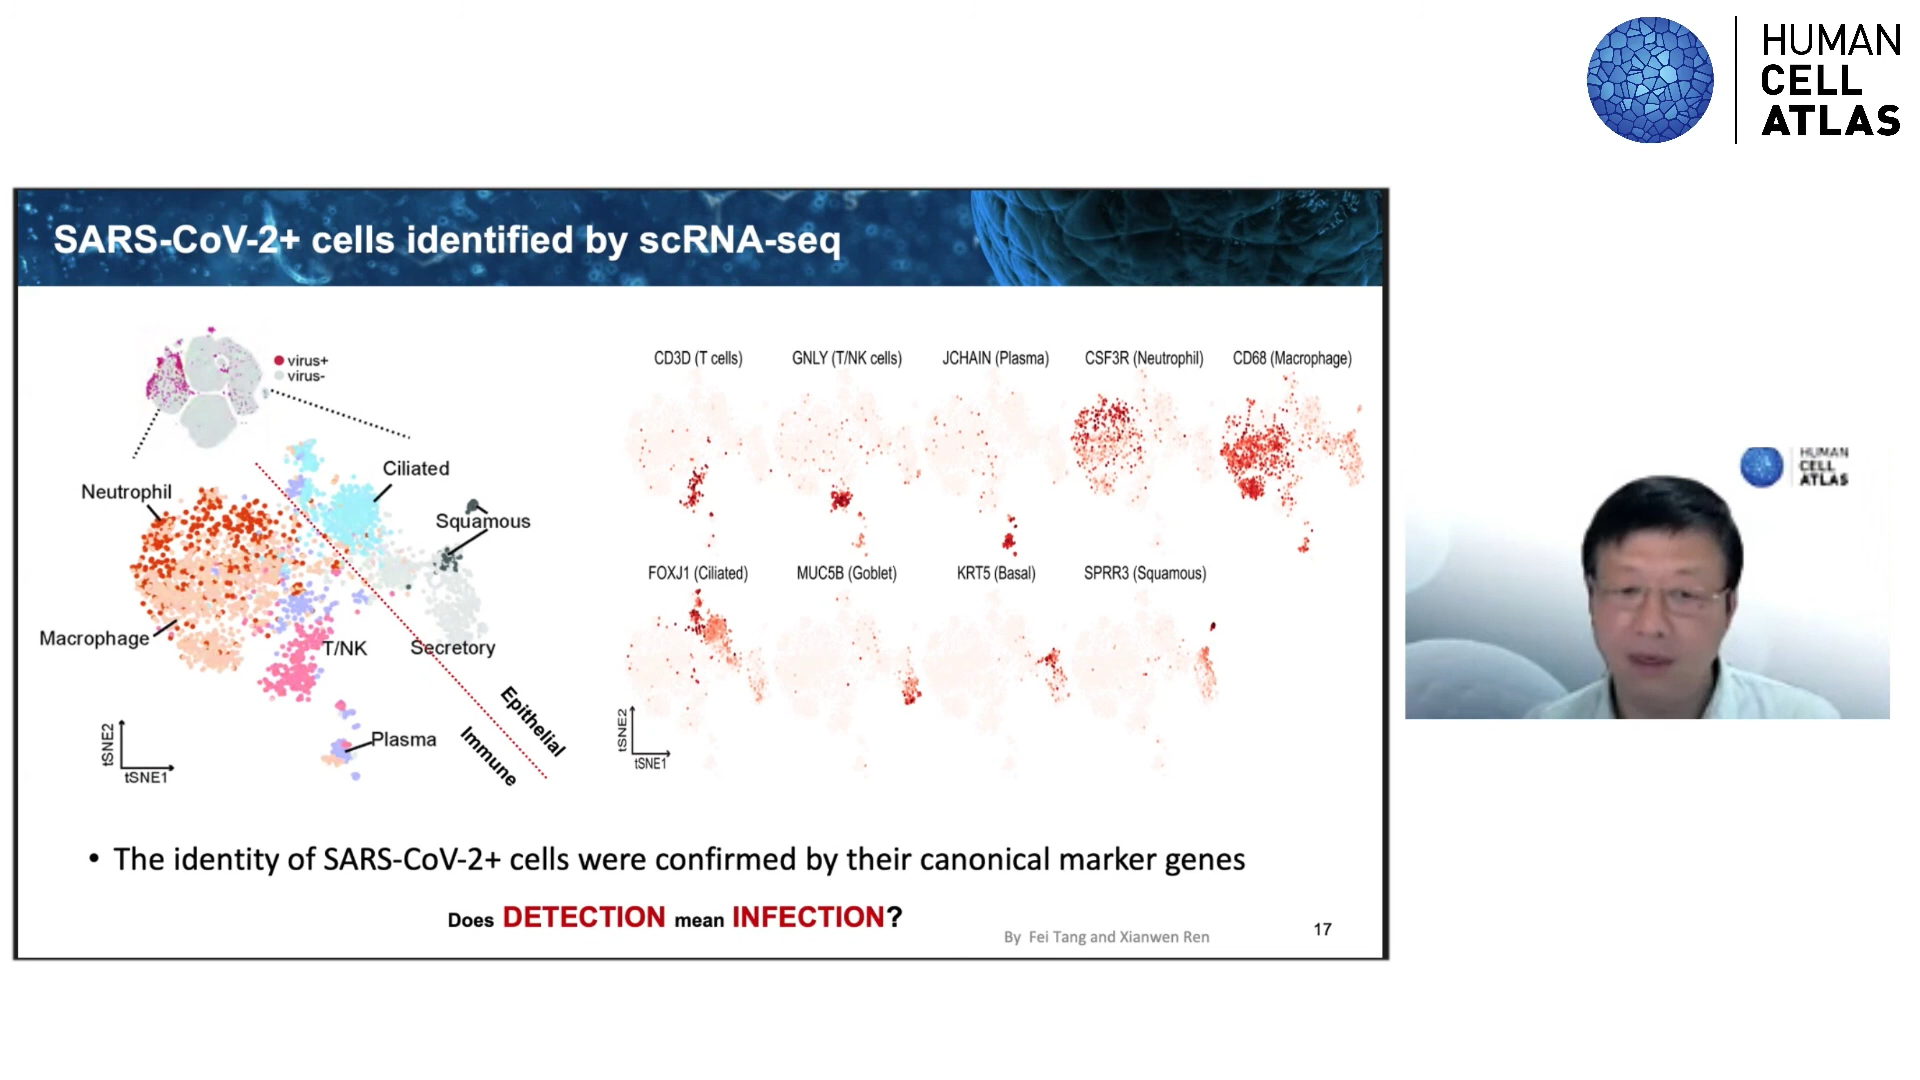 HUMAN
CELL
ATLAS
SARS-CoV-2+ cells identified by scRNA-seq
virus+
virus-
Neutrophil
Ciliated
Squamous
Macrophage
T/NK
Secretory
Plasma
Epithelial
Immune
tSNE2
tSNE1
CD3D (T cells)
GNLY (T/NK cells)
JCHAIN (Plasma)
CSF3R (Neutrophil)
CD68 (Macrophage)
FOXJ1 (Ciliated)
MUC5B (Goblet)
KRT5 (Basal)
SPRR3 (Squamous)
tSNE2
tSNE1
• The identity of SARS-CoV-2+ cells were confirmed by their canonical marker genes
Does DETECTION mean INFECTION?
By Fei Tang and Xianwen Ren
17
HUMAN
CELL
ATLAS